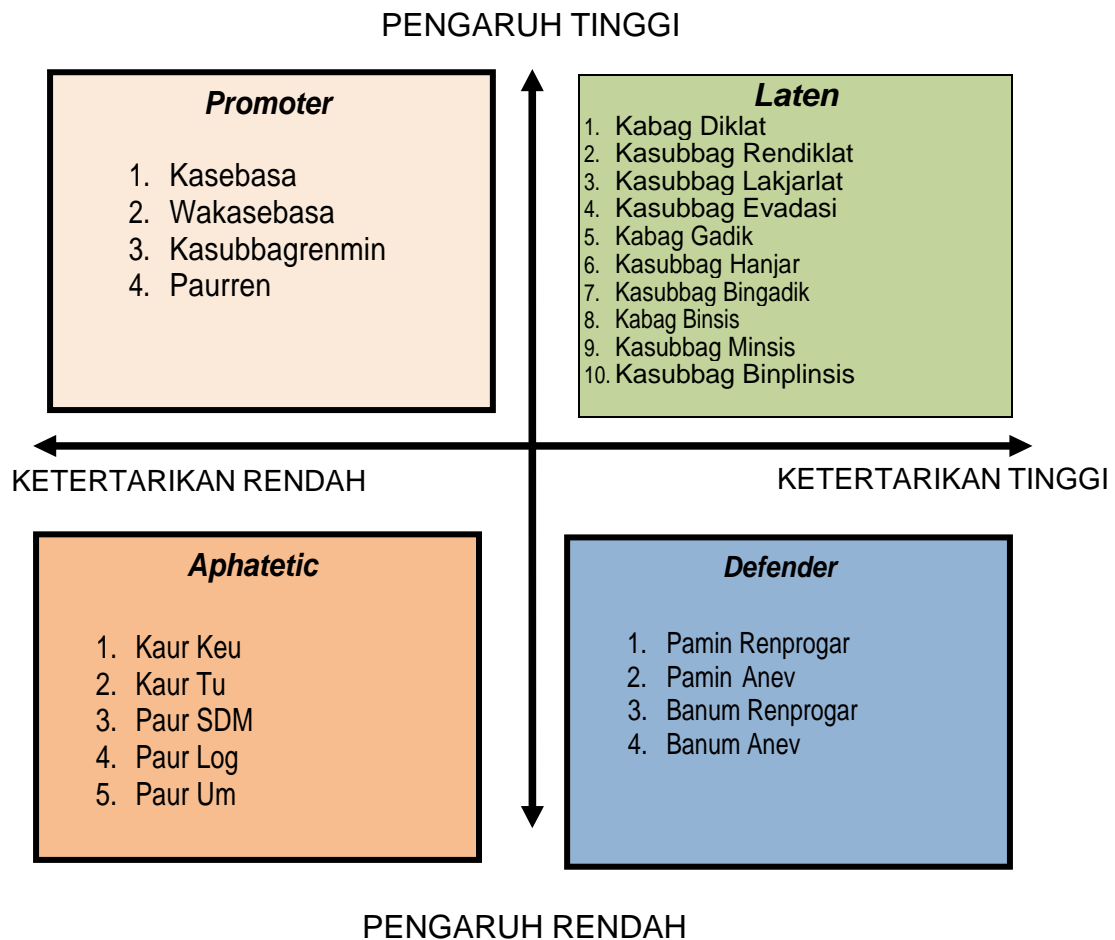 PENGARUH TINGGI
Promoter
1. Kasebasa
2. Wakasebasa
3. Kasubbagrenmin
4. Paurren
Laten
1. Kabag Diklat
2. Kasubbag Rendiklat
3. Kasubbag Lakjarlat
4. Kasubbag Evadasi
5. Kabag Gadik
6. Kasubbag Hanjar
7. Kasubbag Bingadik
8. Kabag Binsis
9. Kasubbag Minsis
10. Kasubbag Binplinsis
KETERTARIKAN RENDAH
KETERTARIKAN TINGGI
Aphatetic
1. Kaur Keu
2. Kaur Tu
3. Paur SDM
4. Paur Log
5. Paur Um
Defender
1. Pamin Renprogar
2. Pamin Anev
3. Banum Renprogar
4. Banum Anev
PENGARUH RENDAH